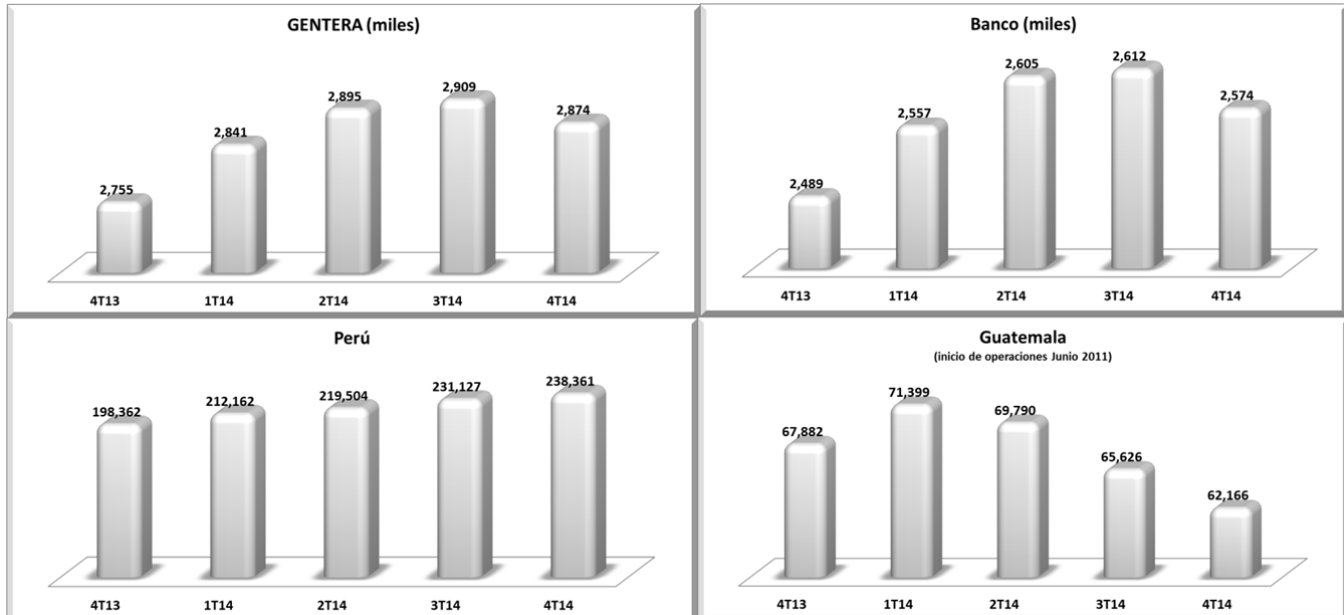 GENTERA (miles)
2,755
2,841
2,895
2,909
2,874
4T13
1T14
2T14
3T14
4T14
Banco (miles)
2,489
2,557
2,605
2,612
2,574
4T13
1T14
2T14
3T14
4T14
Perú
198,362
212,162
219,504
231,127
238,361
4T13
1T14
2T14
3T14
4T14
Guatemala
(inicio de operaciones Junio 2011)
67,882
71,399
69,790
65,626
62,166
4T13
1T14
2T14
3T14
4T14